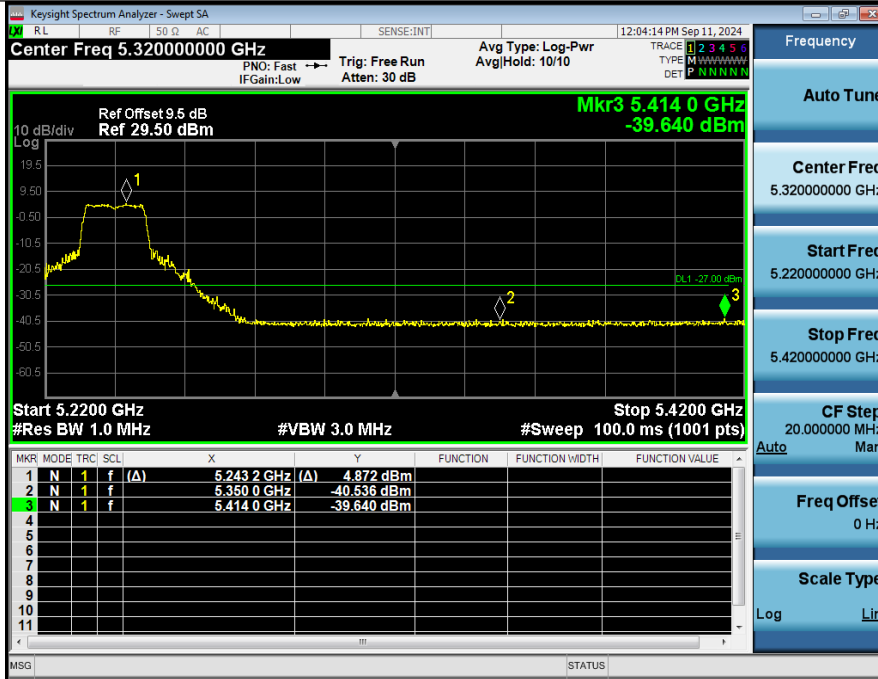 Keysight Spectrum Analyzer - Swept SA
LXI RL RF 50 Ω AC SENSE:INT 12:04:14 PM Sep 11, 2024
Center Freq 5.320000000 GHz
PNO: Fast
IFGain:Low
Trig: Free Run
Atten: 30 dB
Avg Type: Log-Pwr
Avg|Hold: 10/10
TRACE 1 2 3 4 5 6
TYPE M W W W W W
DET P N N N N N
Ref Offset 9.5 dB
10 dB/div Ref 29.50 dBm
Log
Mkr3 5.414 0 GHz
-39.640 dBm
19.5
9.50
-0.50
-10.5
-20.5
-30.5
-40.5
-50.5
-60.5
1
2
3
DL1 -27.00 dBm
Start 5.2200 GHz Stop 5.4200 GHz
#Res BW 1.0 MHz #VBW 3.0 MHz #Sweep 100.0 ms (1001 pts)
MKR MODE TRC SCL X Y FUNCTION FUNCTION WIDTH FUNCTION VALUE
1 N 1 f (Δ) 5.243 2 GHz (Δ) 4.872 dBm
2 N 1 f 5.350 0 GHz -40.536 dBm
3 N 1 f 5.414 0 GHz -39.640 dBm
4
5
6
7
8
9
10
11
MSG STATUS
Frequency
Auto Tune
Center Freq
5.320000000 GHz
Start Freq
5.220000000 GHz
Stop Freq
5.420000000 GHz
CF Step
20.000000 MHz
Auto Man
Freq Offset
0 Hz
Scale Type
Log Lin